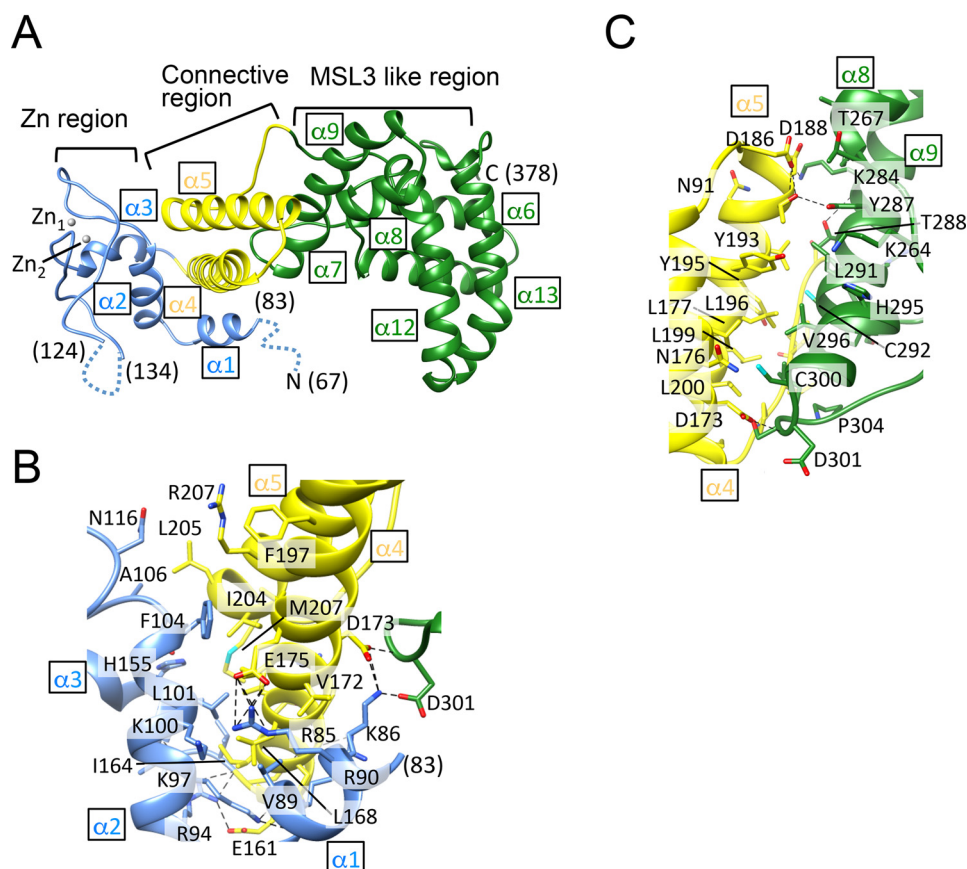 A
Connective
region
MSL3 like region
Zn region
α9
C (378)
α5
α3
α6
Zn1
α8
Zn2
α7
α2
α4
(83)
α13
α12
(124)
(134)
α1
N (67)
B
α5
R207
N116
L205
F197
α4
A106
I204
M207
D173
F104
E175
H155
V172
α3
L101
D301
K100
R85
K86
I164
R90
(83)
K97
V89
L168
α2
R94
E161
α1
C
α8
α5
D188
T267
D186
α9
N91
K284
Y287
T288
Y193
K264
Y195
L291
L177
L196
H295
L199
V296
N176
C292
L200
C300
D173
P304
D301
α4